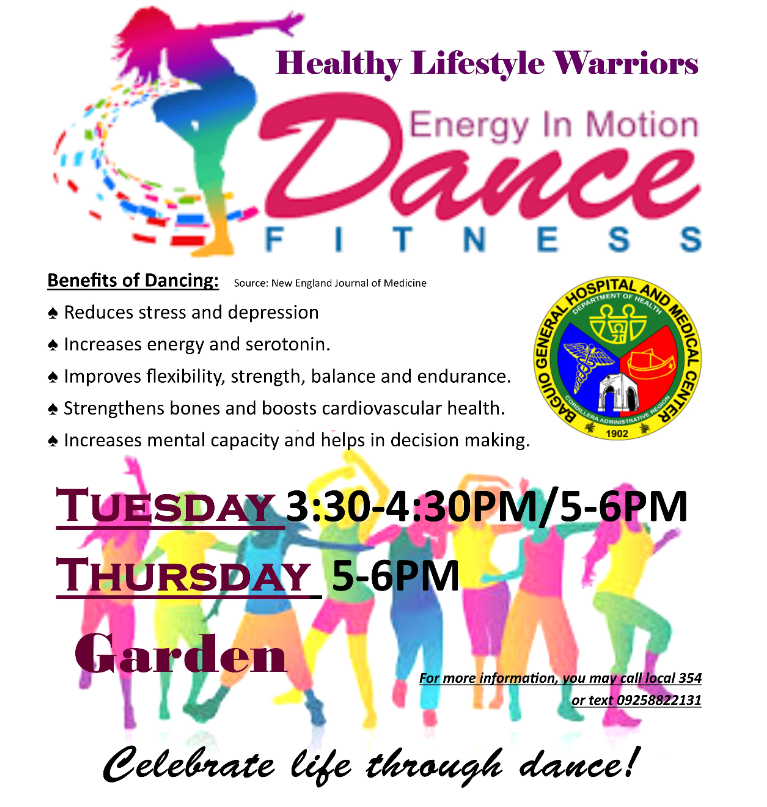 Healthy Lifestyle Warriors
Energy In Motion
Dance
FITNESS
Benefits of Dancing: Source: New England Journal of Medicine
♠ Reduces stress and depression
♠ Increases energy and serotonin.
♠ Improves flexibility, strength, balance and endurance.
♠ Strengthens bones and boosts cardiovascular health.
♠ Increases mental capacity and helps in decision making.
BAGUIO GENERAL HOSPITAL AND MEDICAL CENTER
DEPARTMENT OF HEALTH
CORDILLERA ADMINISTRATIVE REGION
1902
TUESDAY 3:30-4:30PM/5-6PM
THURSDAY 5-6PM
Garden
For more information, you may call local 354
or text 09258822131
Celebrate life through dance!